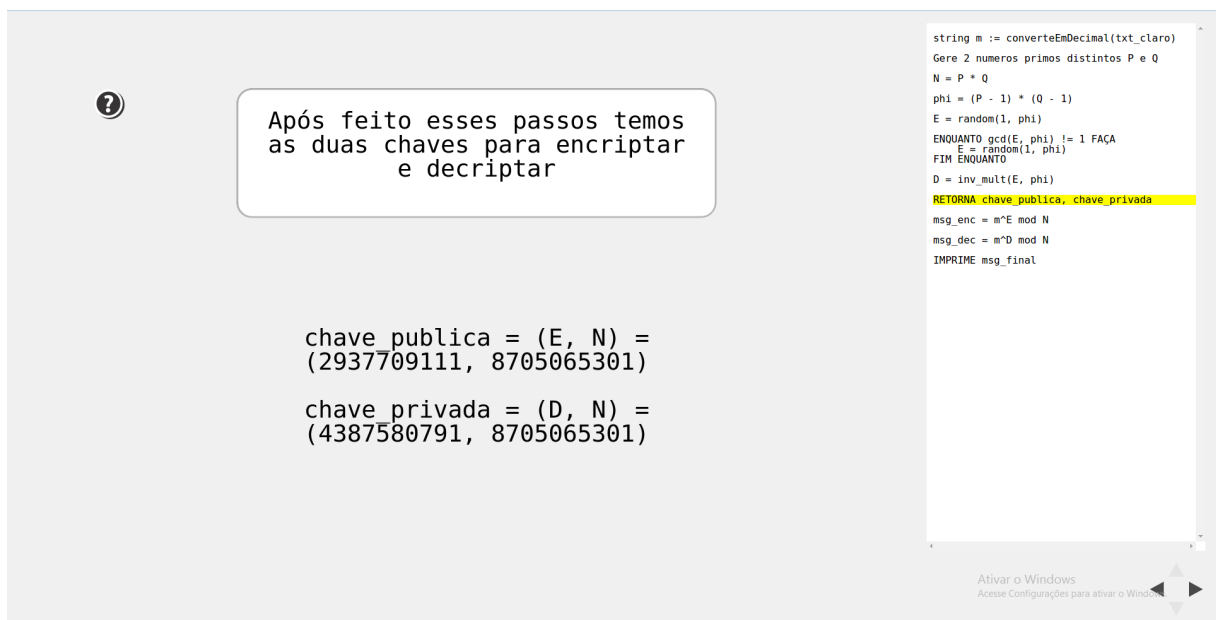 ?
Após feito esses passos temos
as duas chaves para encriptar
e decriptar
chave_publica = (E, N) =
(2937709111, 8705065301)
chave_privada = (D, N) =
(4387580791, 8705065301)
string m := converteEmDecimal(txt_claro)
Gere 2 numeros primos distintos P e Q
N = P * Q
phi = (P - 1) * (Q - 1)
E = random(1, phi)
ENQUANTO gcd(E, phi) != 1 FAÇA
E = random(1, phi)
FIM ENQUANTO
D = inv_mult(E, phi)
RETORNA chave_publica, chave_privada
msg_enc = m^E mod N
msg_dec = m^D mod N
IMPRIME msg_final
Ativar o Windows
Acesse Configurações para ativar o